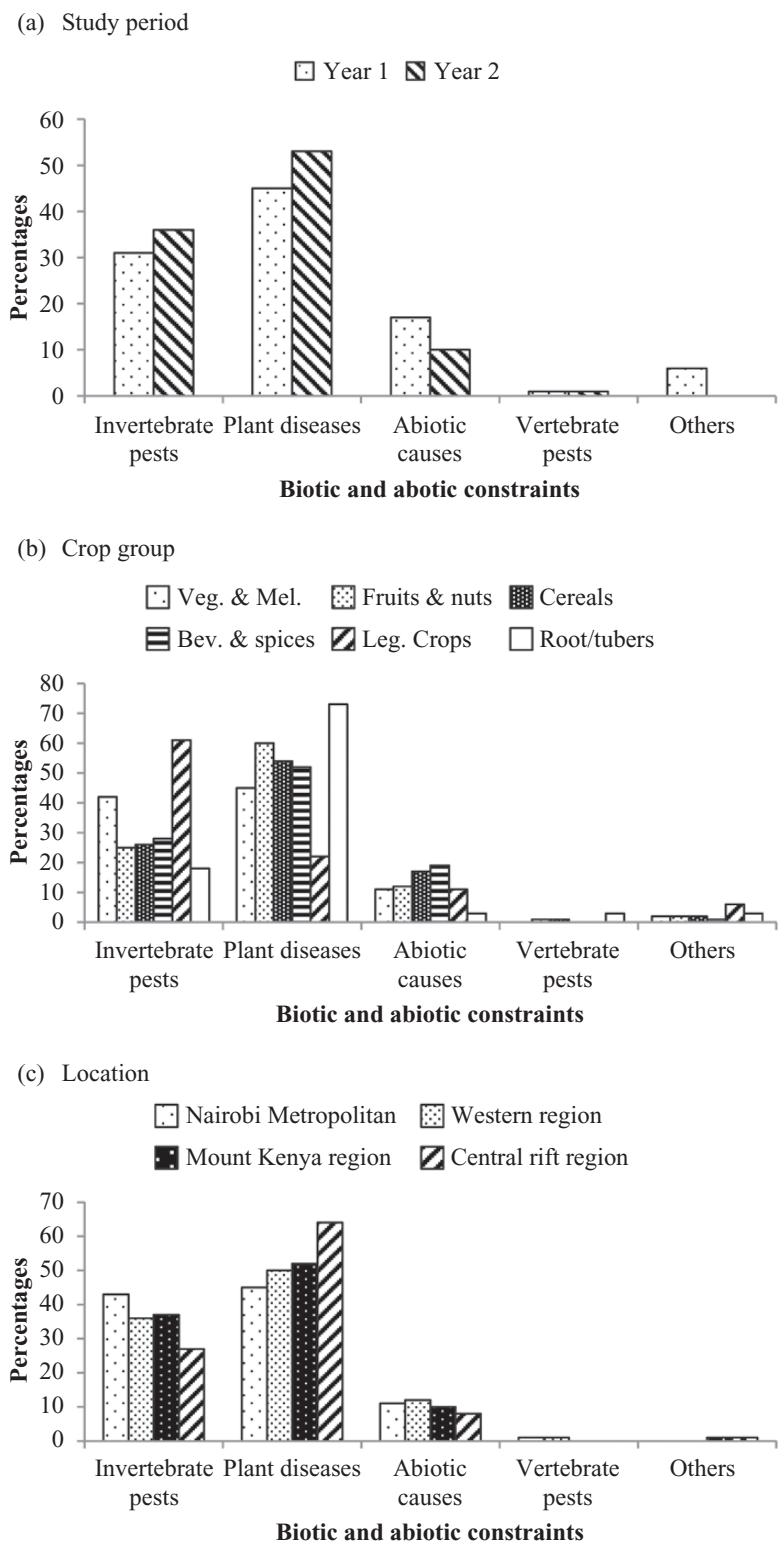 (a) Study period
Year 1 Year 2
60
50
40
30
20
10
0
Percentages
Invertebrate pests
Plant diseases
Abiotic causes
Vertebrate pests
Others
Biotic and abotic constraints
(b) Crop group
Veg. & Mel. Fruits & nuts Cereals
Bev. & spices Leg. Crops Root/tubers
80
70
60
50
40
30
20
10
0
Percentages
Invertebrate pests
Plant diseases
Abiotic causes
Vertebrate pests
Others
Biotic and abiotic constraints
(c) Location
Nairobi Metropolitan Western region
Mount Kenya region Central rift region
70
60
50
40
30
20
10
0
Percentages
Invertebrate pests
Plant diseases
Abiotic causes
Vertebrate pests
Others
Biotic and abiotic constraints